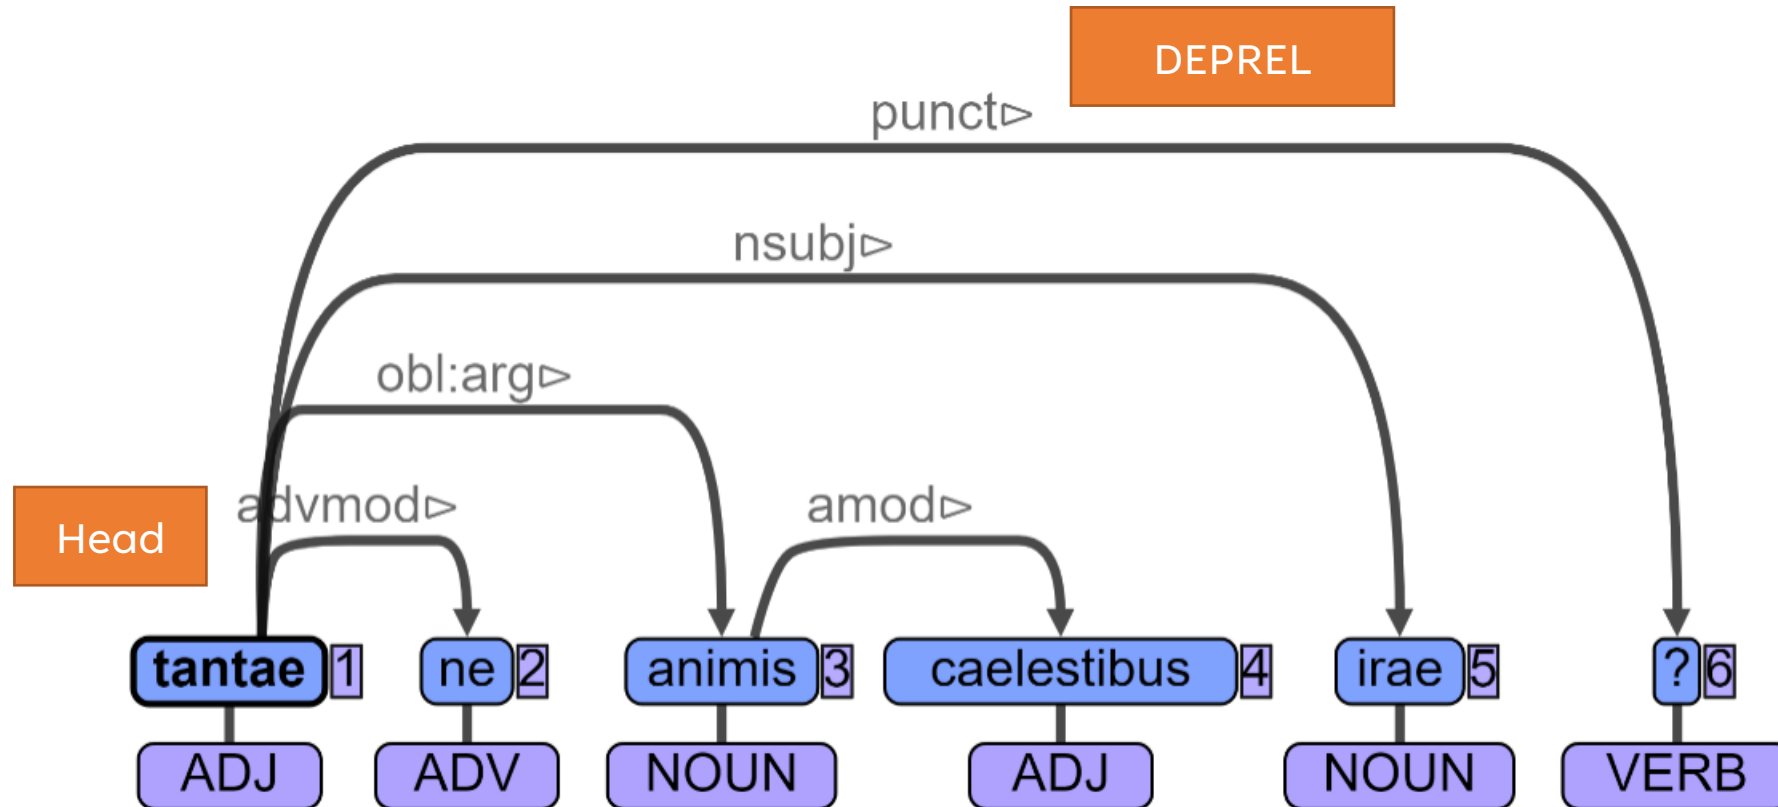 DEPREL
punct⊳
nsubj⊳
obl:arg⊳
Head
advmod⊳ amod⊳
tantae 1 ne 2 animis 3 caelestibus 4 irae 5 ? 6
ADJ ADV NOUN ADJ NOUN VERB